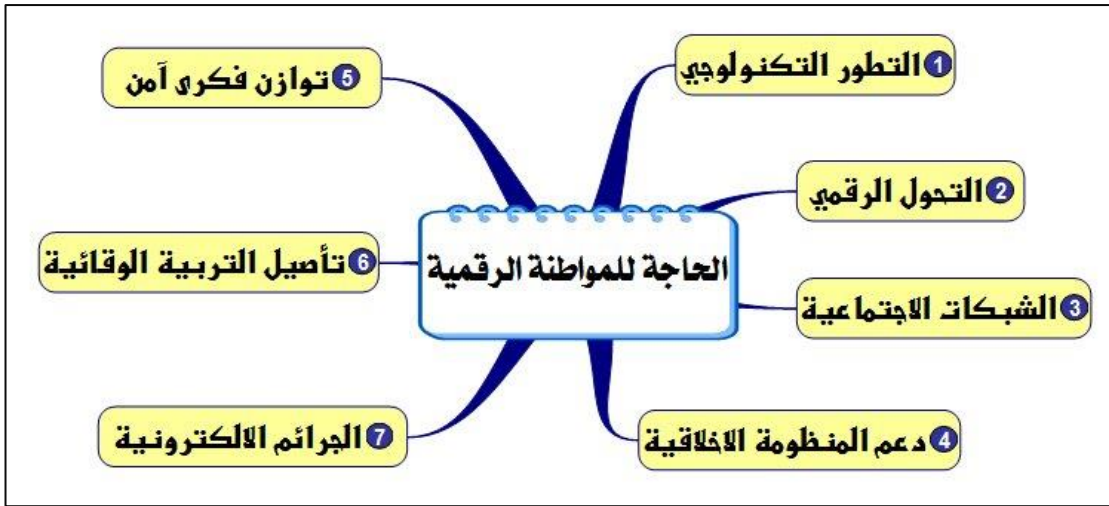 الحاجة للمواطنة الرقمية
1 التطور التكنولوجي
2 التحول الرقمي
3 الشبكات الاجتماعية
4 دعم المنظومة الاخلاقية
5 توازن فكرى آمن
6 تأصيل التربية الوقائية
7 الجرائم الالكترونية